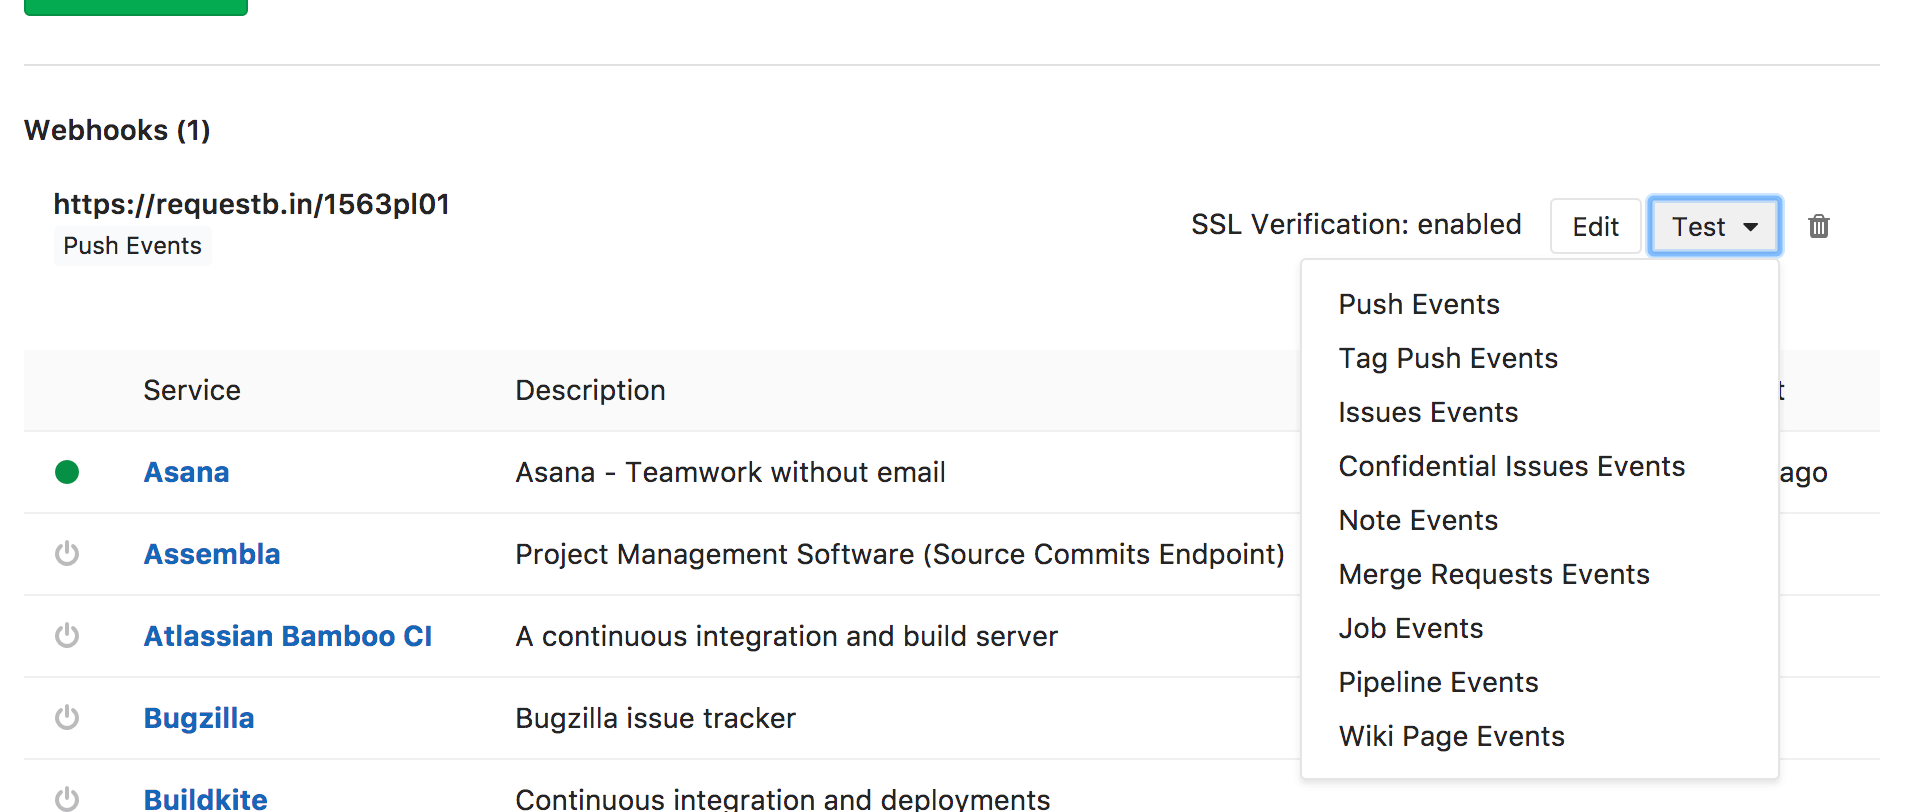 Webhooks (1)
https://requestb.in/1563pl01
Push Events
SSL Verification: enabled
Edit
Test
Push Events
Tag Push Events
Issues Events
Confidential Issues Events
Note Events
Merge Requests Events
Job Events
Pipeline Events
Wiki Page Events
Service Description
Asana Asana - Teamwork without email ago
Assembla Project Management Software (Source Commits Endpoint)
Atlassian Bamboo CI A continuous integration and build server
Bugzilla Bugzilla issue tracker
Buildkite Continuous integration and deployments